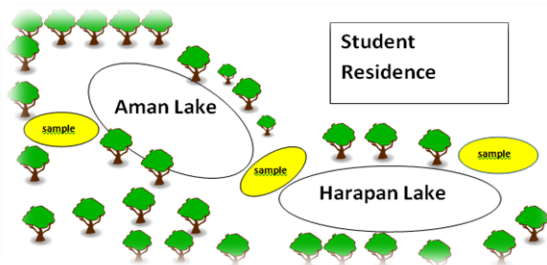 Student
Residence
Aman Lake
sample
sample
sample
Harapan Lake